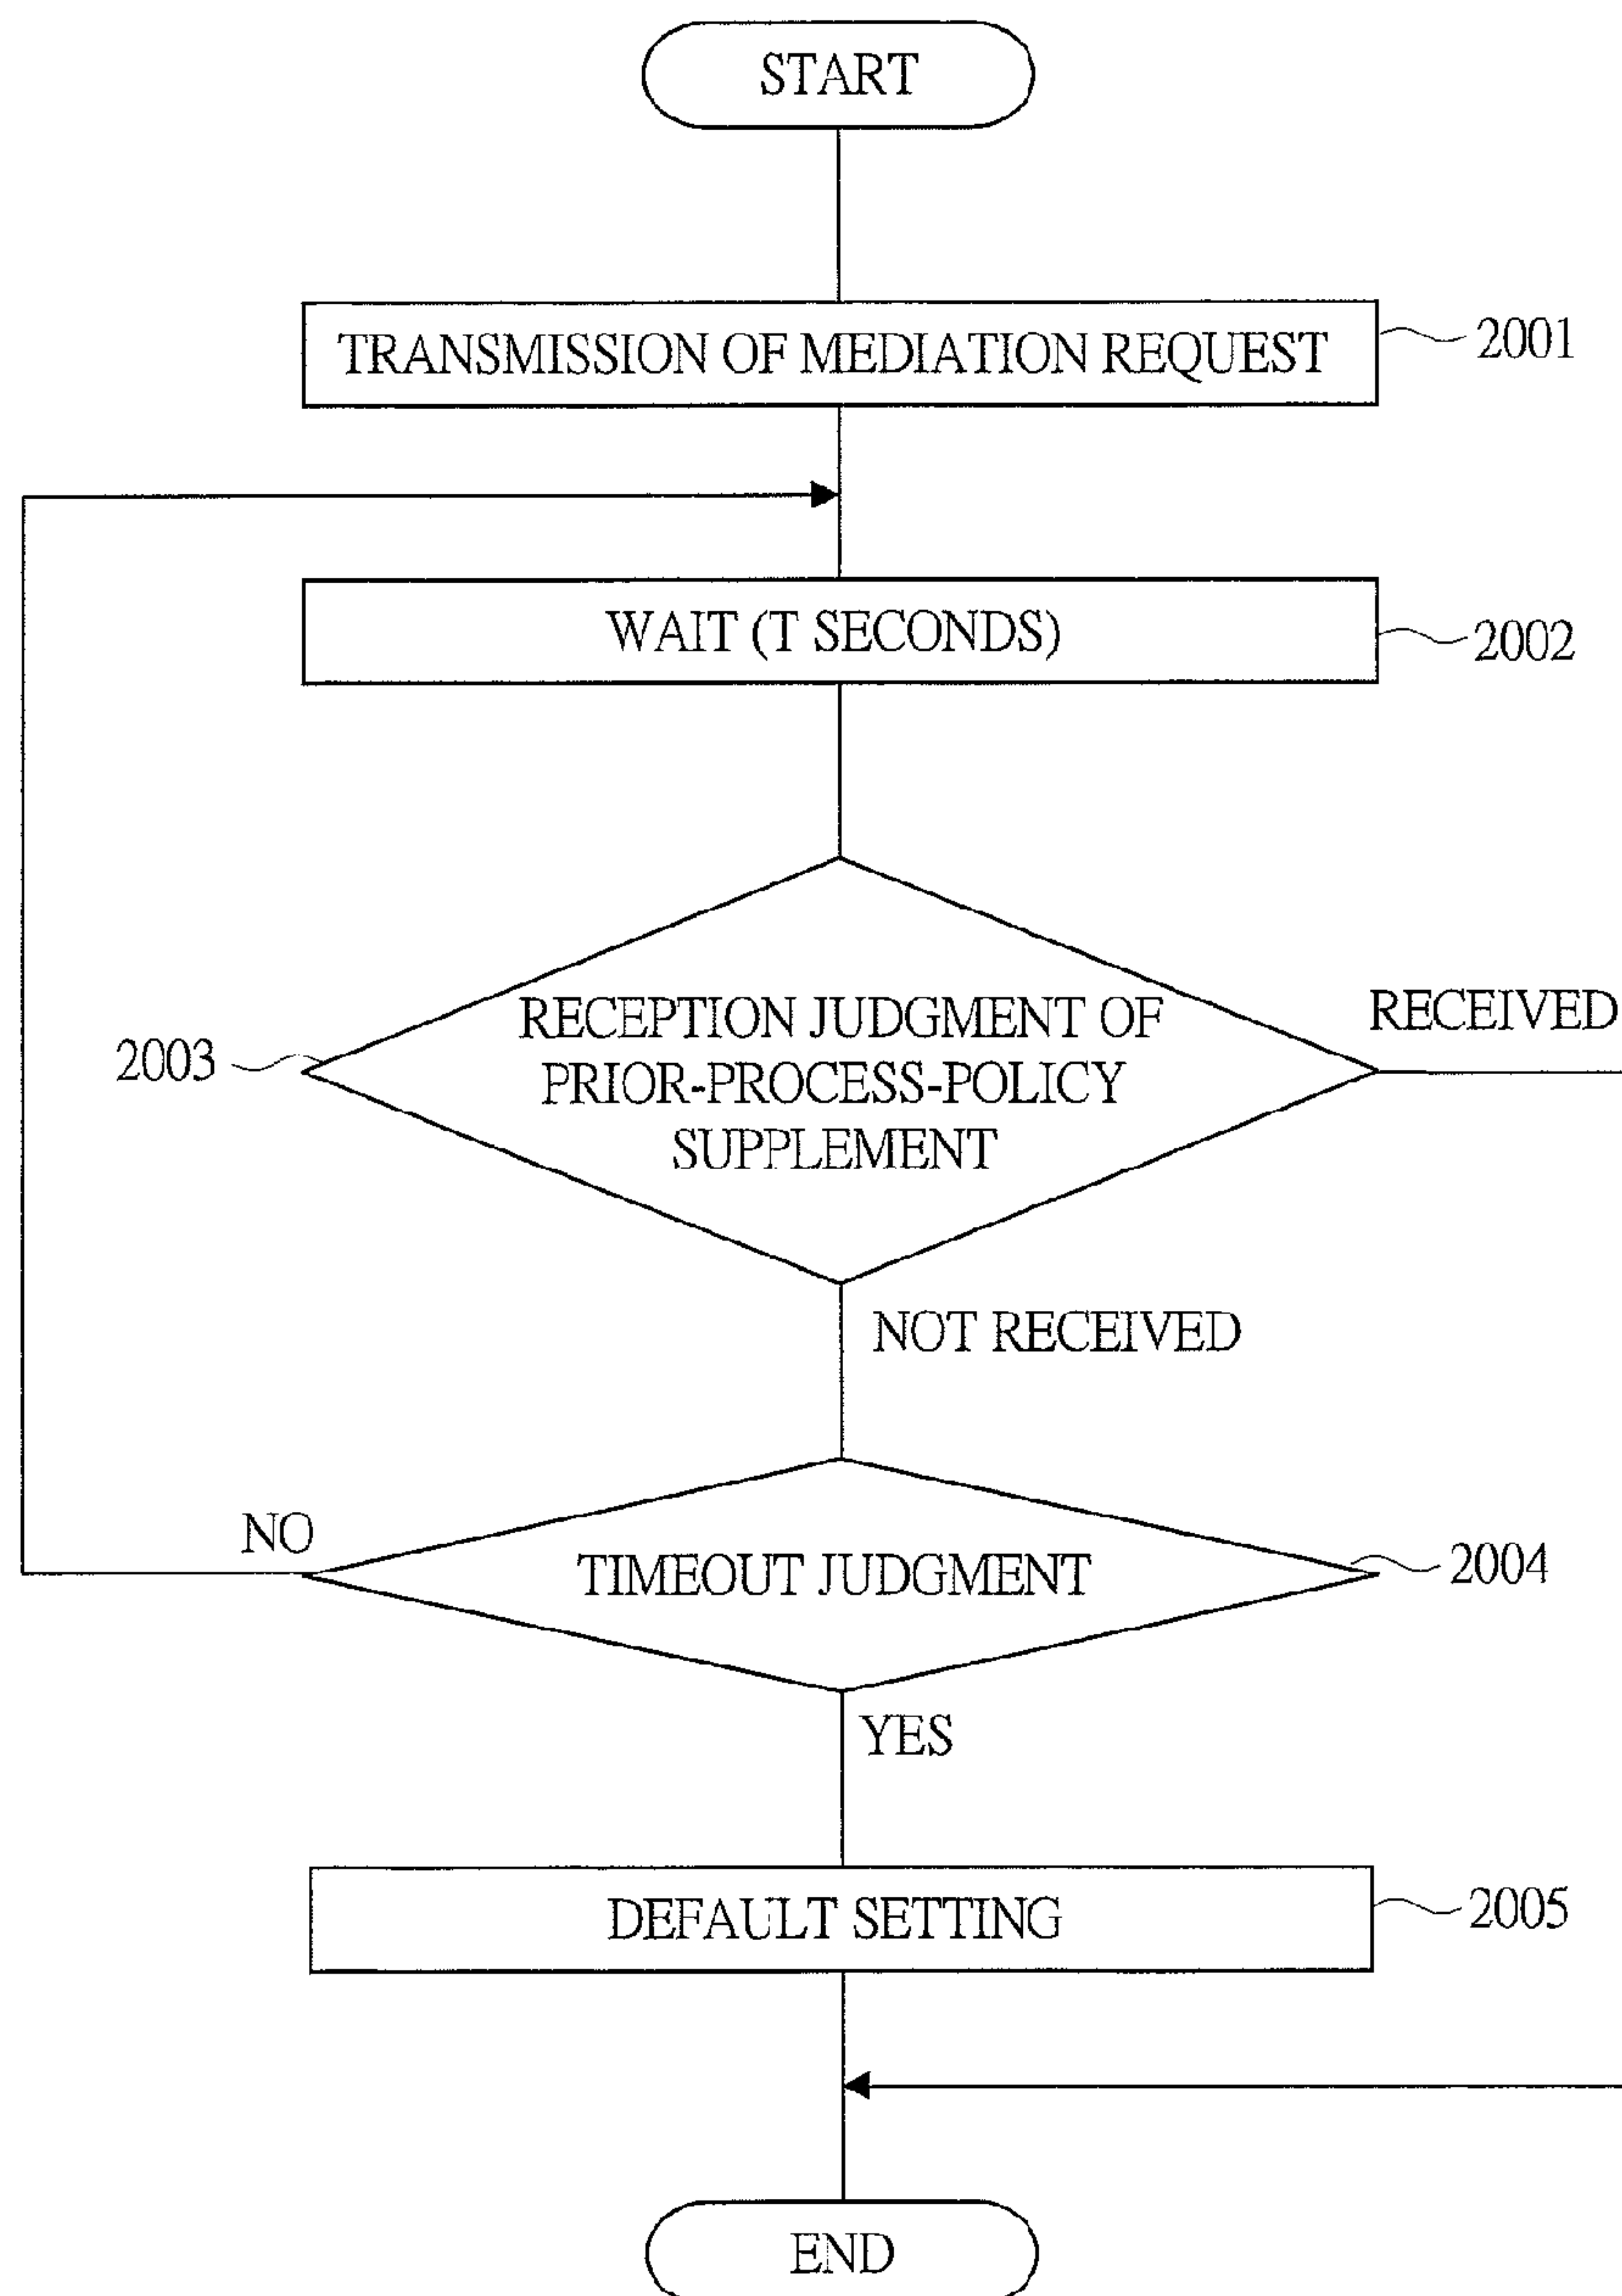 START
TRANSMISSION OF MEDIATION REQUEST
2001
WAIT (T SECONDS)
2002
RECEPTION JUDGMENT OF
PRIOR-PROCESS-POLICY
SUPPLEMENT
2003
RECEIVED
NOT RECEIVED
NO
TIMEOUT JUDGMENT
2004
YES
DEFAULT SETTING
2005
END